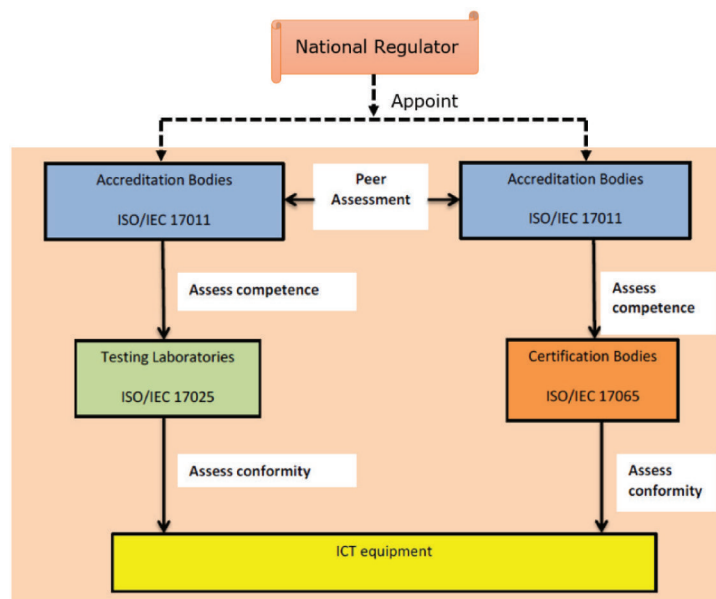 National Regulator
Appoint
Accreditation Bodies
ISO/IEC 17011
Peer
Assessment
Accreditation Bodies
ISO/IEC 17011
Assess competence
Assess
competence
Testing Laboratories
ISO/IEC 17025
Certification Bodies
ISO/IEC 17065
Assess conformity
Assess
conformity
ICT equipment